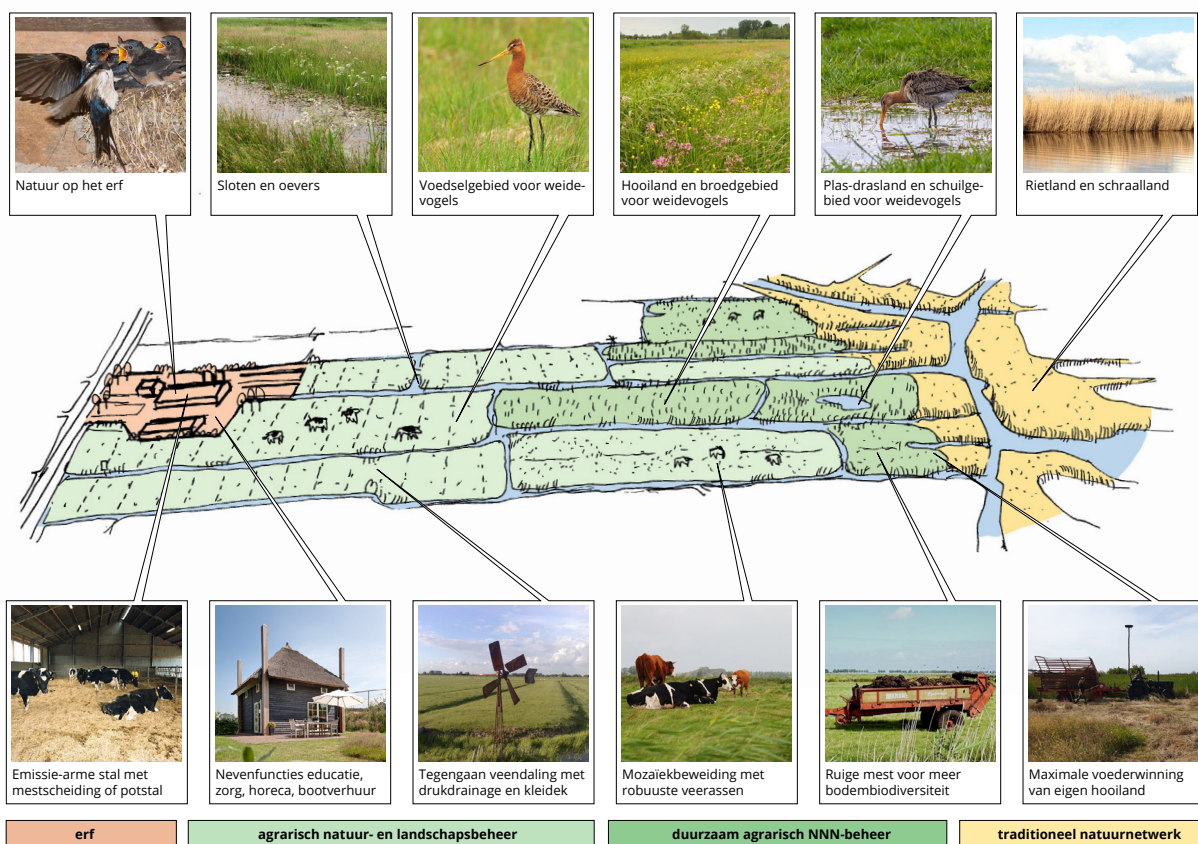 Natuur op het erf
Sloten en oevers
Voedselgebied voor weide-
vogels
Hooiland en broedgebied
voor weidevogels
Plas-drasland en schuilge-
bied voor weidevogels
Rietland en schraalland
Emissie-arme stal met
mestscheiding of potstal
Nevenfuncties educatie,
zorg, horeca, bootverhuur
Tegengaan veendaling met
drukdrainage en kleidek
Mozaïekbeweiding met
robuuste veerassen
Ruige mest voor meer
bodembiodiversiteit
Maximale voederwinning
van eigen hooiland
erf
agrarisch natuur- en landschapsbeheer
duurzaam agrarisch NNN-beheer
traditioneel natuurnetwerk